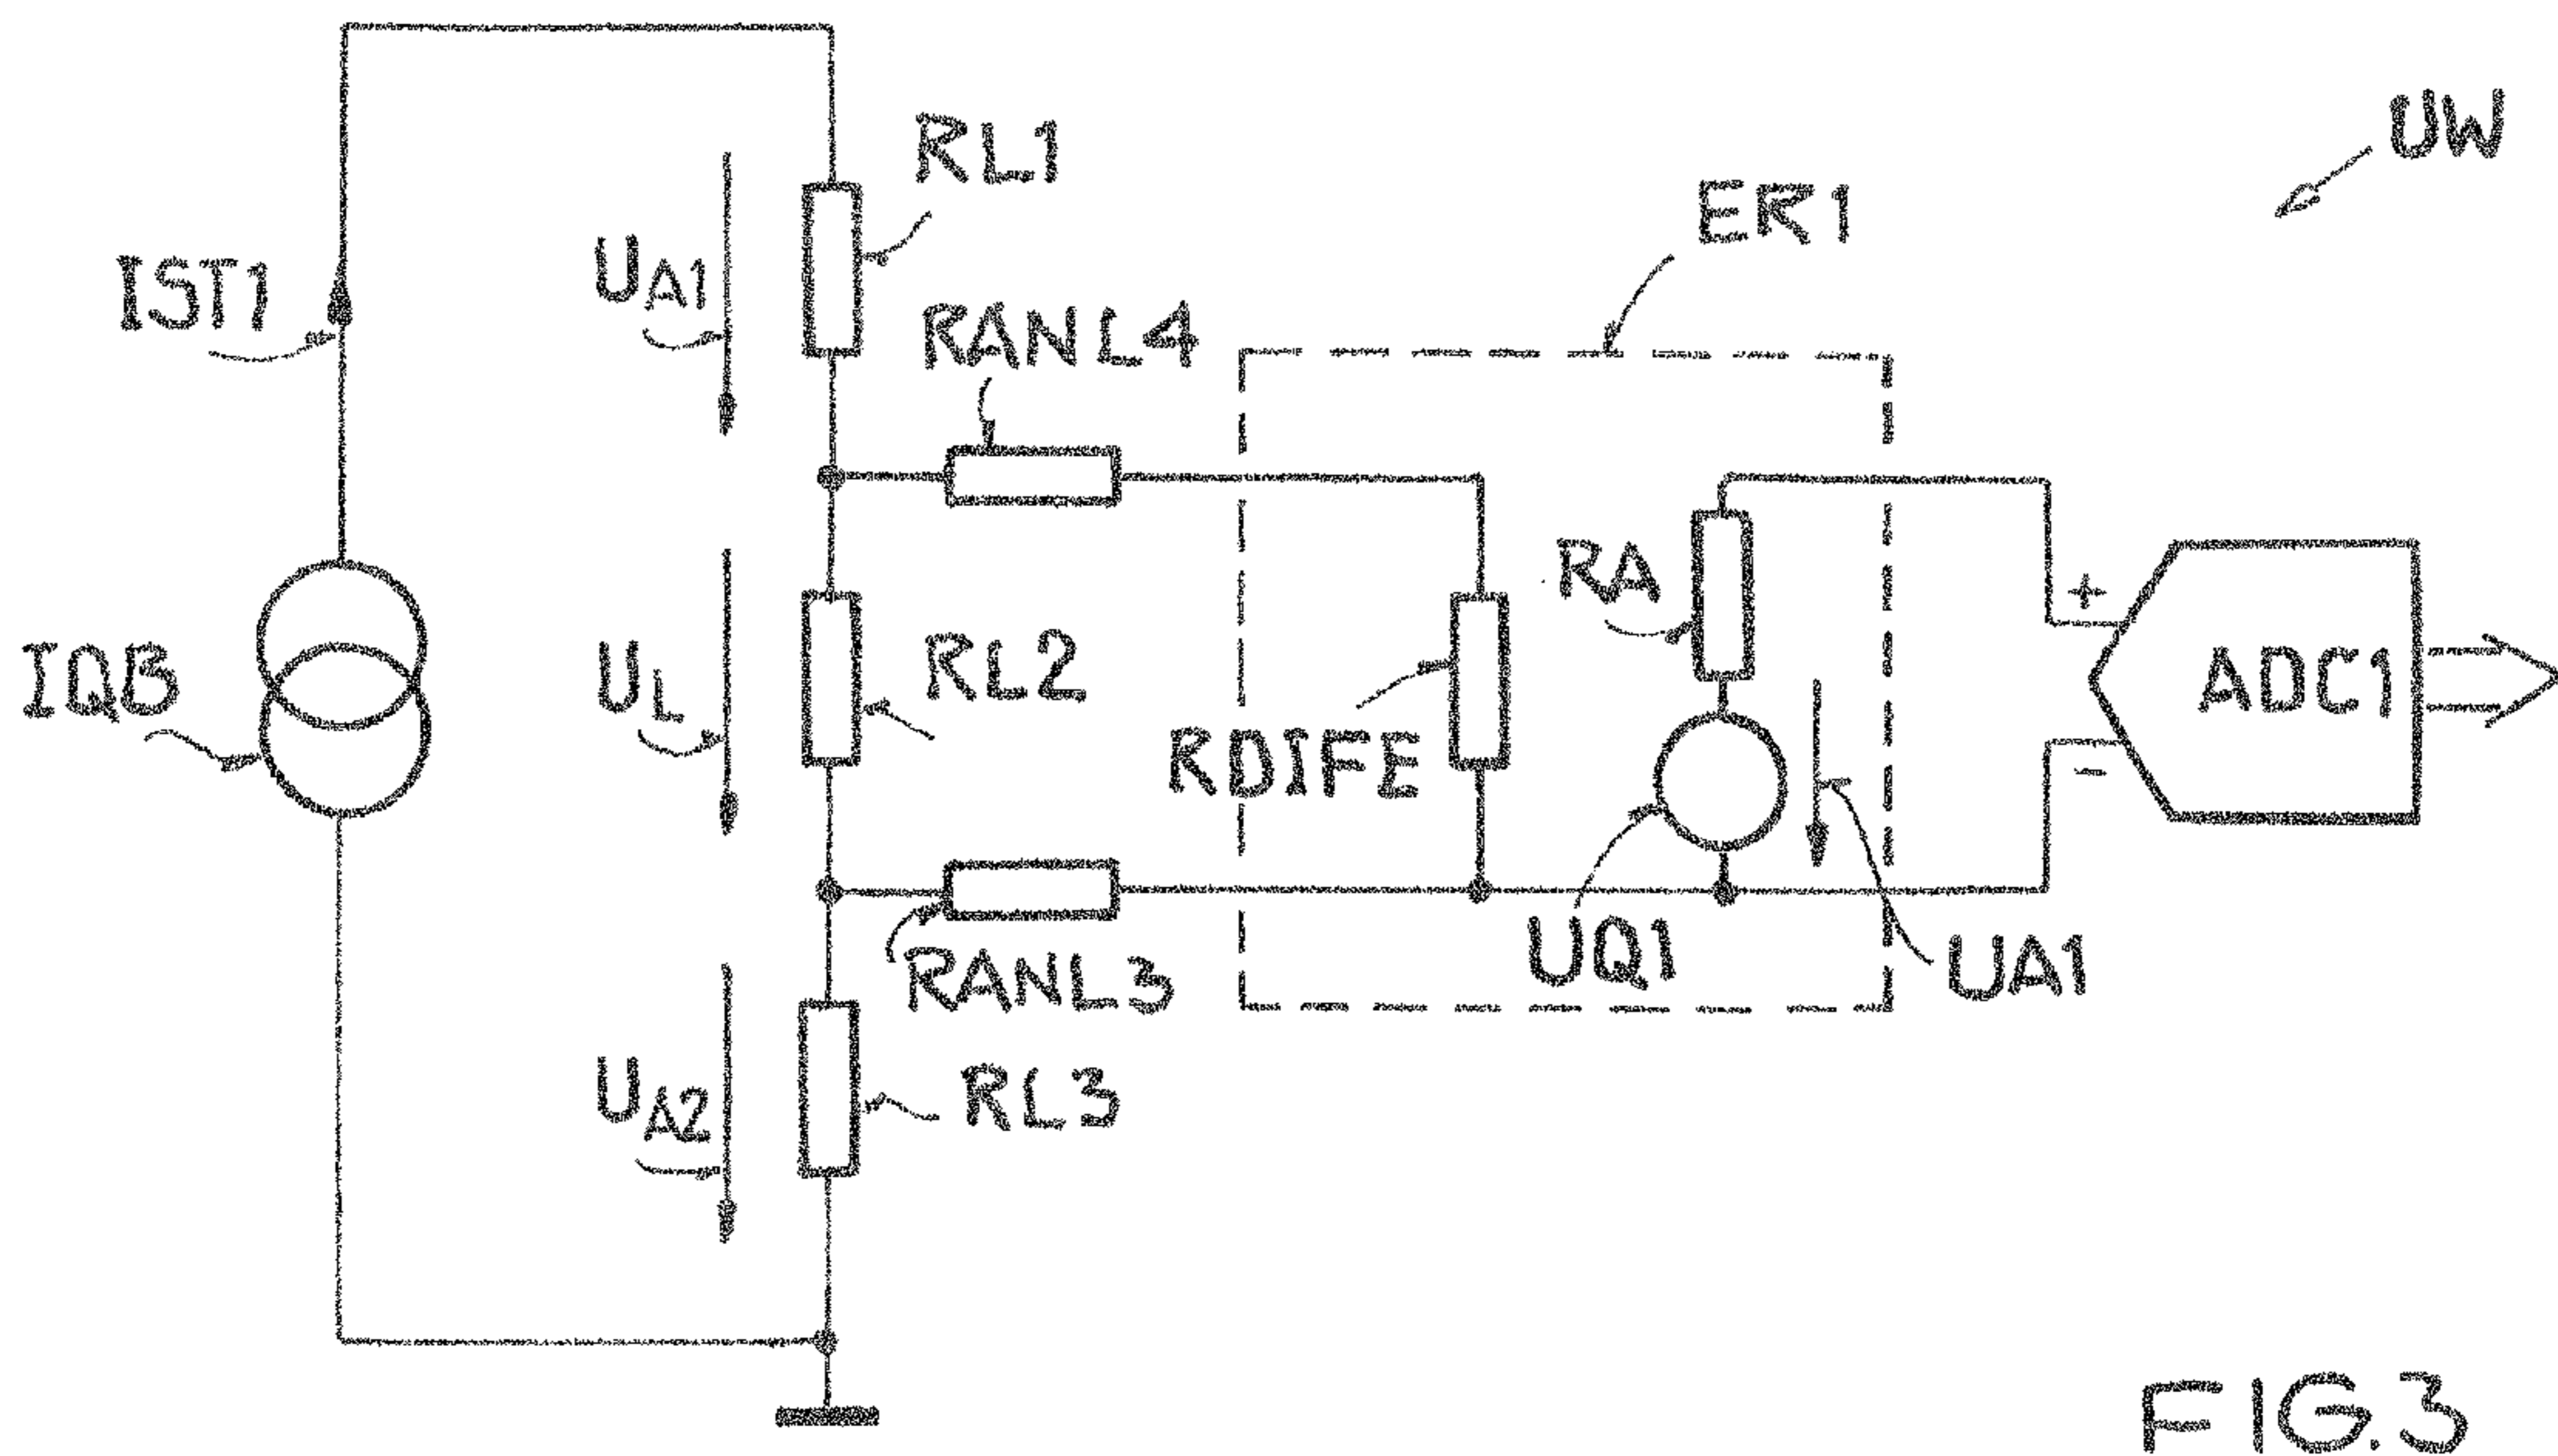 UW
RL1
ER1
IST1
UA1
RANL4
RA
+
IQB
UL
RL2
ADC1
RDIFE
-
UQ1
UA1
RANL3
UA2
RL3
FIG.3